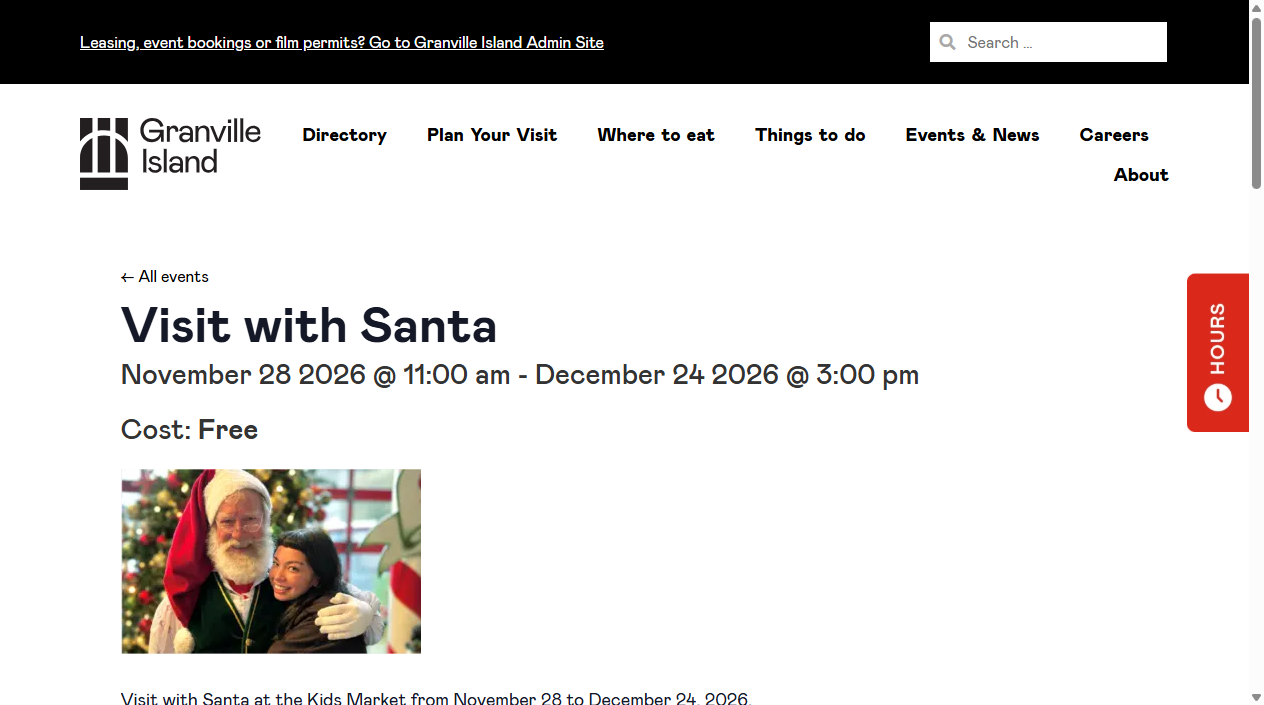 Leasing, event bookings or film permits? Go to Granville Island Admin Site
Search ...
Granville
Island
Directory
Plan Your Visit
Where to eat
Things to do
Events & News
Careers
About
← All events
Visit with Santa
November 28 2026 @ 11:00 am - December 24 2026 @ 3:00 pm
Cost: Free
HOURS
Visit with Santa at the Kids Market from November 28 to December 24, 2026.